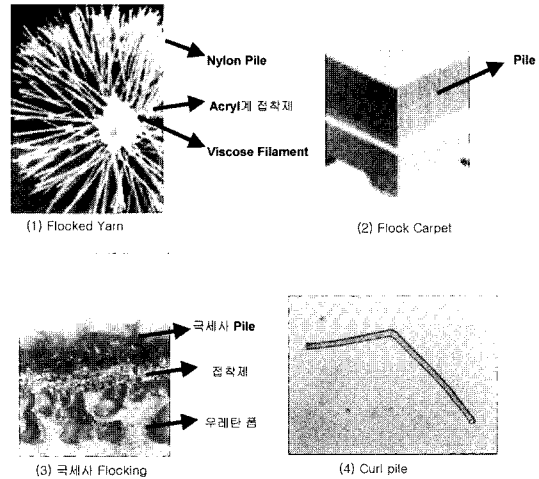 Nylon Pile
Acryl계 접착제
Viscose Filament
(1) Flocked Yarn
Pile
(2) Flock Carpet
극세사 Pile
접착제
우레탄 폼
(3) 극세사 Flocking
(4) Curl pile